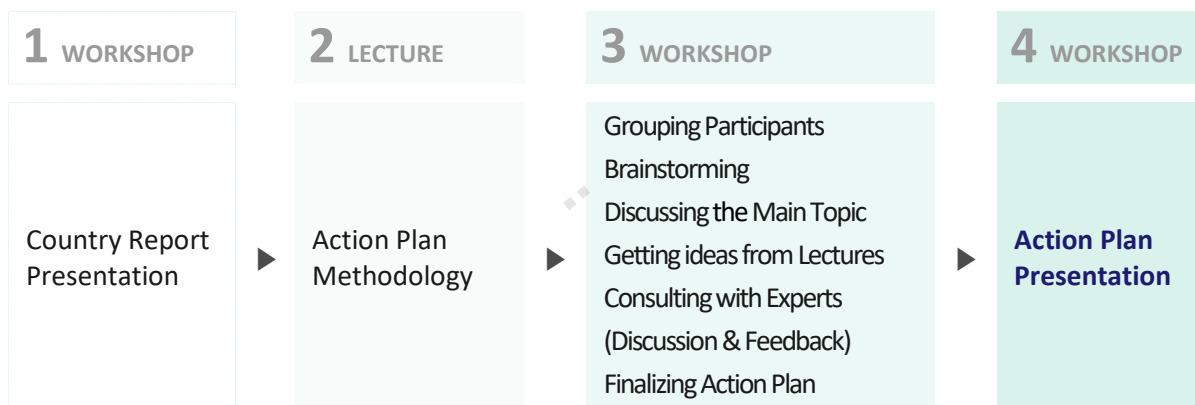 1 WORKSHOP
Country Report
Presentation
2 LECTURE
Action Plan
Methodology
3 WORKSHOP
Grouping Participants
Brainstorming
Discussing the Main Topic
Getting ideas from Lectures
Consulting with Experts
(Discussion & Feedback)
Finalizing Action Plan
4 WORKSHOP
Action Plan
Presentation